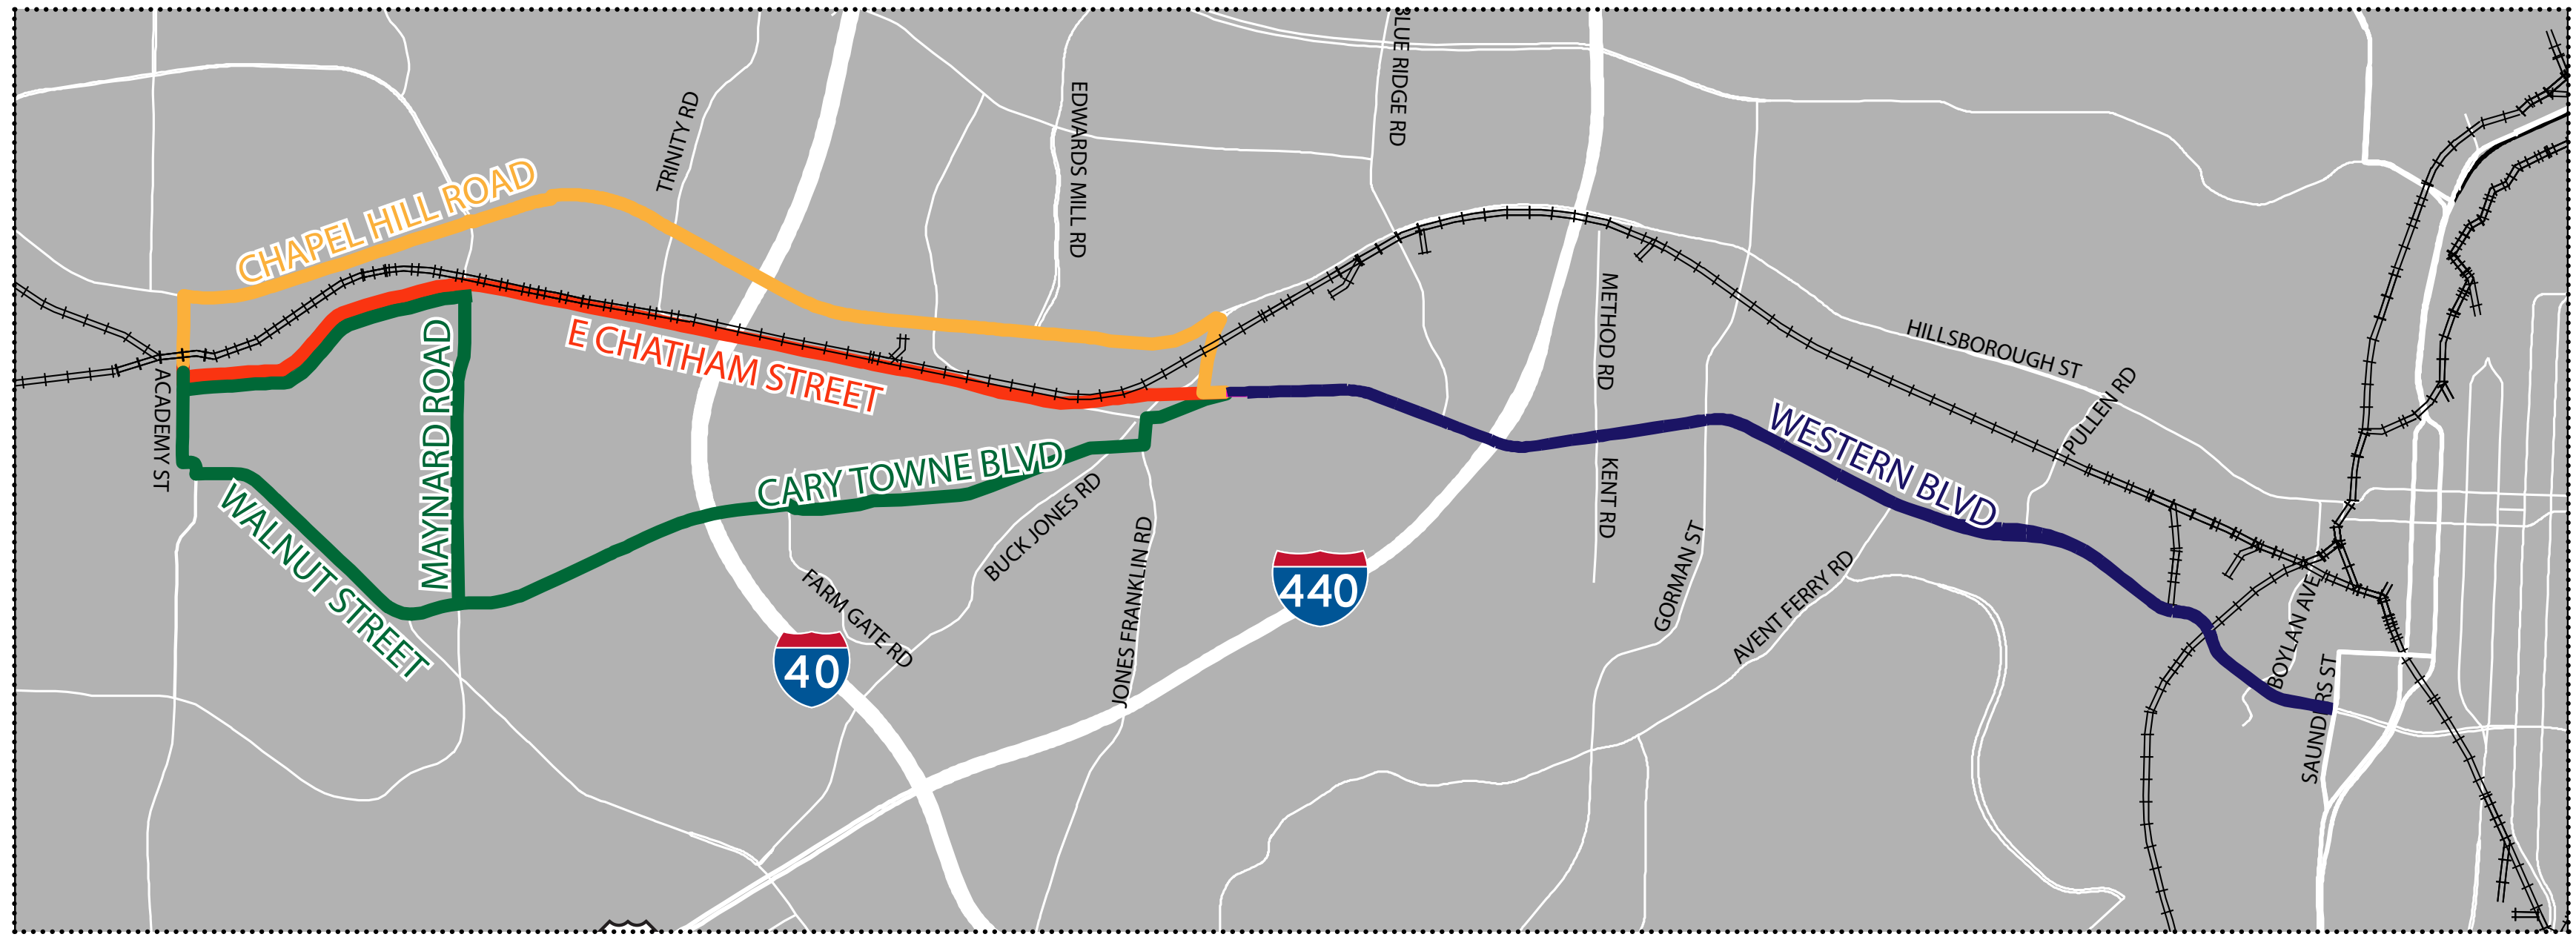 BLUE RIDGE RD
TRINITY RD
EDWARDS MILL RD
CHAPEL HILL ROAD
METHOD RD
E CHATHAM STREET
MAYNARD ROAD
HILLSBOROUGH ST
ACADEMY ST
PULLEN RD
WESTERN BLVD
CARY TOWNE BLVD
BUCK JONES RD
KENT RD
WALNUT STREET
JONES FRANKLIN RD
GORMAN ST
AVENT FERRY RD
440
FARM GATE RD
40
BOYLAN AVE
SAUNDERS ST